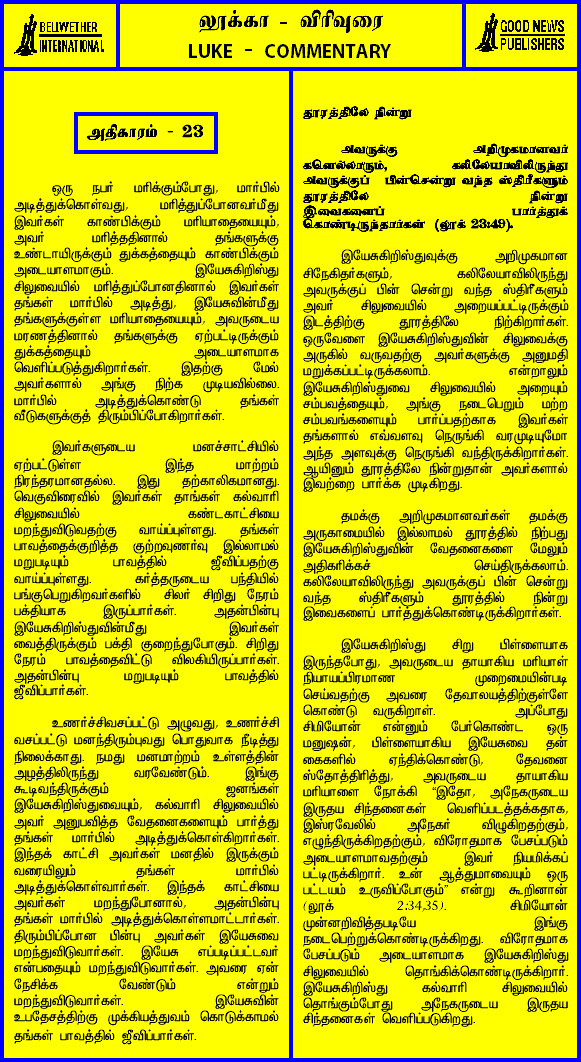 BELLWETHER
INTERNATIONAL
லூக்கா - விரிவுரை
LUKE - COMMENTARY
GOOD NEWS
PUBLISHERS
அதிகாரம் - 23
ஒரு நபர் மரிக்கும்போது, மார்பில்
அடித்துக்கொள்வது, மரித்துப்போனவர்மீது
இவர்கள் காண்பிக்கும் மரியாதையையும்,
அவர் மரித்ததினால் தங்களுக்கு
உண்டாயிருக்கும் துக்கத்தையும் காண்பிக்கும்
அடையாளமாகும். இயேசுகிறிஸ்து
சிலுவையில் மரித்துப்போனதினால் இவர்கள்
தங்கள் மார்பில் அடித்து, இயேசுவின்மீது
தங்களுக்குள்ள மரியாதையையும், அவருடைய
மரணத்தினால் தங்களுக்கு ஏற்பட்டிருக்கும்
துக்கத்தையும் அடையாளமாக
வெளிப்படுத்துகிறார்கள். இதற்கு மேல்
அவர்களால் அங்கு நிற்க முடியவில்லை.
மார்பில் அடித்துக்கொண்டு தங்கள்
வீடுகளுக்குத் திரும்பிப்போகிறார்கள்.
இவர்களுடைய மனச்சாட்சியில்
ஏற்பட்டுள்ள இந்த மாற்றம்
நிரந்தரமானதல்ல. இது தற்காலிகமானது.
வெகுவிரைவில் இவர்கள் தாங்கள் கல்வாரி
சிலுவையில் கண்டகாட்சியை
மறந்துவிடுவதற்கு வாய்ப்புள்ளது. தங்கள்
பாவத்தைக்குறித்த குற்றவுணர்வு இல்லாமல்
மறுபடியும் பாவத்தில் ஜீவிப்பதற்கு
வாய்ப்புள்ளது. கர்த்தருடைய பந்தியில்
பங்குபெறுகிறவர்களில் சிலர் சிறிது நேரம்
பக்தியாக இருப்பார்கள். அதன்பின்பு
இயேசுகிறிஸ்துவின்மீது இவர்கள்
வைத்திருக்கும் பக்தி குறைந்துபோகும். சிறிது
நேரம் பாவத்தைவிட்டு விலகியிருப்பார்கள்.
அதன்பின்பு மறுபடியும் பாவத்தில்
ஜீவிப்பார்கள்.
உணர்ச்சிவசப்பட்டு அழுவது, உணர்ச்சி
வசப்பட்டு மனந்திரும்புவது பொதுவாக நீடித்து
நிலைக்காது. நமது மனமாற்றம் உள்ளத்தின்
ஆழத்திலிருந்து வரவேண்டும். இங்கு
கூடிவந்திருக்கும் ஜனங்கள்
இயேசுகிறிஸ்துவையும், கல்வாரி சிலுவையில்
அவர் அனுபவித்த வேதனைகளையும் பார்த்து
தங்கள் மார்பில் அடித்துக்கொள்கிறார்கள்.
இந்தக் காட்சி அவர்கள் மனதில் இருக்கும்
வரையிலும் தங்கள் மார்பில்
அடித்துக்கொள்வார்கள். இந்தக் காட்சியை
அவர்கள் மறந்துபோனால், அதன்பின்பு
தங்கள் மார்பில் அடித்துக்கொள்ளமாட்டார்கள்.
திரும்பிப்போன பின்பு அவர்கள் இயேசுவை
மறந்துவிடுவார்கள். இயேசு எப்படிப்பட்டவர்
என்பதையும் மறந்துவிடுவார்கள். அவரை ஏன்
நேசிக்க வேண்டும் என்றும்
மறந்துவிடுவார்கள். இயேசுவின்
உபதேசத்திற்கு முக்கியத்துவம் கொடுக்காமல்
தங்கள் பாவத்தில் ஜீவிப்பார்கள்.
தூரத்திலே நின்று
அவருக்கு அறிமுகமானவர்
களெல்லாரும், கலிலேயாவிலிருந்து
அவருக்குப் பின்சென்று வந்த ஸ்திரீகளும்
தூரத்திலே நின்று
இவைகளைப் பார்த்துக்
கொண்டிருந்தார்கள் (லூக் 23:49).
இயேசுகிறிஸ்துவுக்கு அறிமுகமான
சிநேகிதர்களும், கலிலேயாவிலிருந்து
அவருக்குப் பின் சென்று வந்த ஸ்திரீகளும்
அவர் சிலுவையில் அறையப்பட்டிருக்கும்
இடத்திற்கு தூரத்திலே நிற்கிறார்கள்.
ஒருவேளை இயேசுகிறிஸ்துவின் சிலுவைக்கு
அருகில் வருவதற்கு அவர்களுக்கு அனுமதி
மறுக்கப்பட்டிருக்கலாம். என்றாலும்
இயேசுகிறிஸ்துவை சிலுவையில் அறையும்
சம்பவத்தையும், அங்கு நடைபெறும் மற்ற
சம்பவங்களையும் பார்ப்பதற்காக இவர்கள்
தங்களால் எவ்வளவு நெருங்கி வரமுடியுமோ
அந்த அளவுக்கு நெருங்கி வந்திருக்கிறார்கள்.
ஆயினும் தூரத்திலே நின்றுதான் அவர்களால்
இவற்றை பார்க்க முடிகிறது.
தமக்கு அறிமுகமானவர்கள் தமக்கு
அருகாமையில் இல்லாமல் தூரத்தில் நிற்பது
இயேசுகிறிஸ்துவின் வேதனைகளை மேலும்
அதிகரிக்கச் செய்திருக்கலாம்.
கலிலேயாவிலிருந்து அவருக்குப் பின் சென்று
வந்த ஸ்திரீகளும் தூரத்தில் நின்று
இவைகளைப் பார்த்துக்கொண்டிருக்கிறார்கள்.
இயேசுகிறிஸ்து சிறு பிள்ளையாக
இருந்தபோது, அவருடைய தாயாகிய மரியாள்
நியாயப்பிரமாண முறைமையின்படி
செய்வதற்கு அவரை தேவாலயத்திற்குள்ளே
கொண்டு வருகிறாள். அப்போது
சிமியோன் என்னும் பேர்கொண்ட ஒரு
மனுஷன், பிள்ளையாகிய இயேசுவை தன்
கைகளில் ஏந்திக்கொண்டு, தேவனை
ஸ்தோத்திரித்து, அவருடைய தாயாகிய
மரியாளை நோக்கி "இதோ, அநேகருடைய
இருதய சிந்தனைகள் வெளிப்படத்தக்கதாக,
இஸ்ரவேலில் அநேகர் விழுகிறதற்கும்,
எழுந்திருக்கிறதற்கும், விரோதமாக பேசப்படும்
அடையாளமாவதற்கும் இவர் நியமிக்கப்
பட்டிருக்கிறார். உன் ஆத்துமாவையும் ஒரு
பட்டயம் உருவிப்போகும்" என்று கூறினான்
(லூக் 2:34,35). சிமியோன்
முன்னறிவித்தபடியே இங்கு
நடைபெற்றுக்கொண்டிருக்கிறது. விரோதமாக
பேசப்படும் அடையாளமாக இயேசுகிறிஸ்து
சிலுவையில் தொங்கிக்கொண்டிருக்கிறார்.
இயேசுகிறிஸ்து கல்வாரி சிலுவையில்
தொங்கும்போது அநேகருடைய இருதய
சிந்தனைகள் வெளிப்படுகிறது.